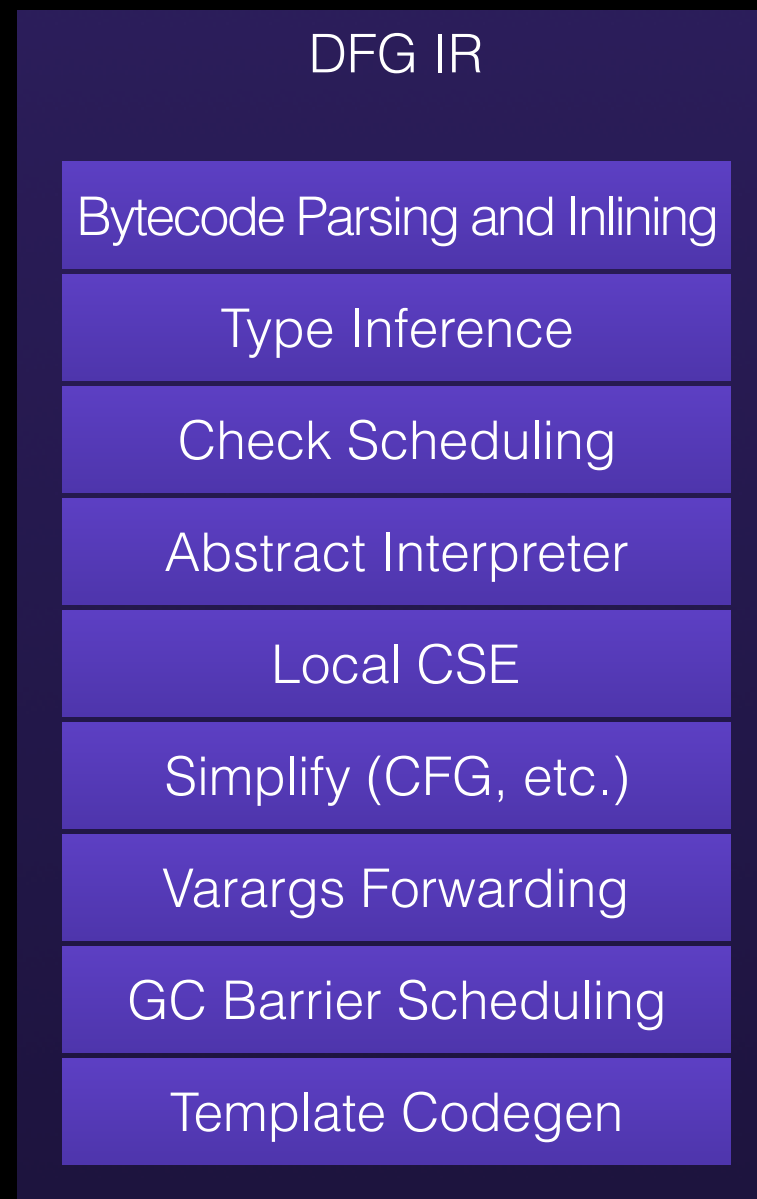 DFG IR
Bytecode Parsing and Inlining
Type Inference
Check Scheduling
Abstract Interpreter
Local CSE
Simplify (CFG, etc.)
Varargs Forwarding
GC Barrier Scheduling
Template Codegen